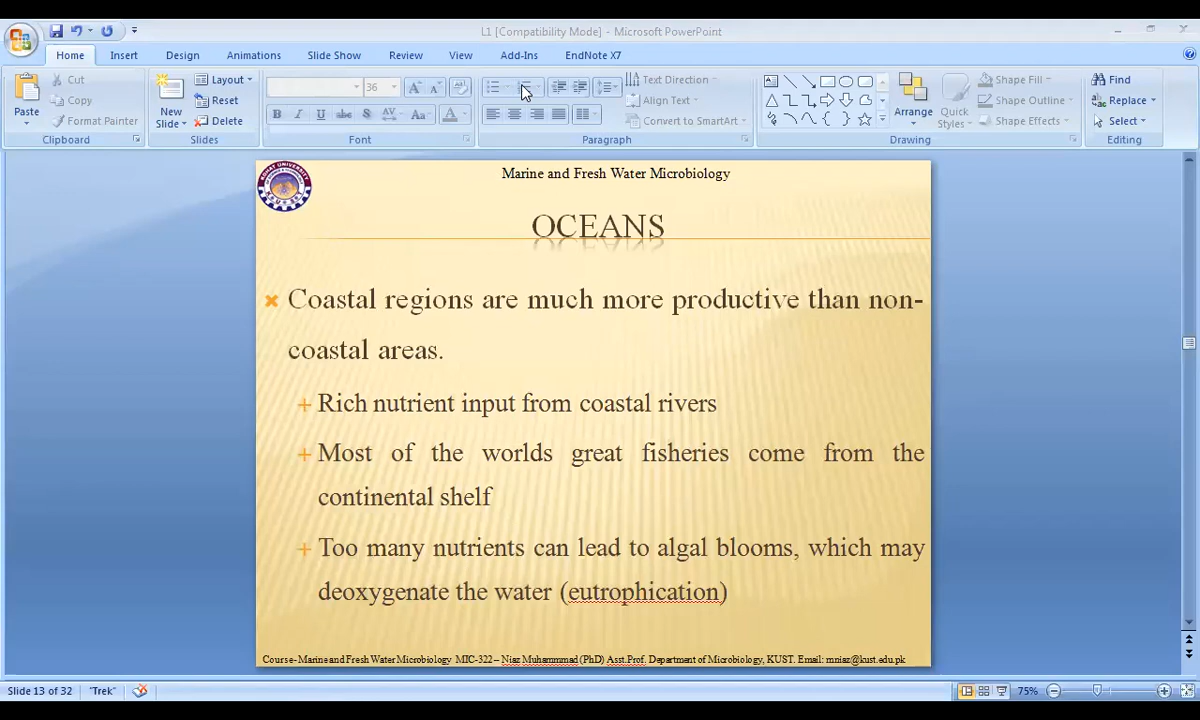 L1 [Compatibility Mode] - Microsoft PowerPoint
Home Insert Design Animations Slide Show Review View Add-Ins EndNote X7
Paste
Cut
Copy
Format Painter
Clipboard
New Slide
Layout
Reset
Delete
Slides
36
B I U abc S AV Aa A
Font
Text Direction
Align Text
Convert to SmartArt
Paragraph
Arrange
Quick Styles
Shape Fill
Shape Outline
Shape Effects
Drawing
Find
Replace
Select
Editing
Marine and Fresh Water Microbiology
OCEANS
Coastal regions are much more productive than non-
coastal areas.
Rich nutrient input from coastal rivers
Most of the worlds great fisheries come from the
continental shelf
Too many nutrients can lead to algal blooms, which may
deoxygenate the water (eutrophication)
Course- Marine and Fresh Water Microbiology MIC-322 – Niaz Muhammmad (PhD) Asst.Prof. Department of Microbiology, KUST. Email: mniaz@kust.edu.pk
Slide 13 of 32 "Trek" 75%